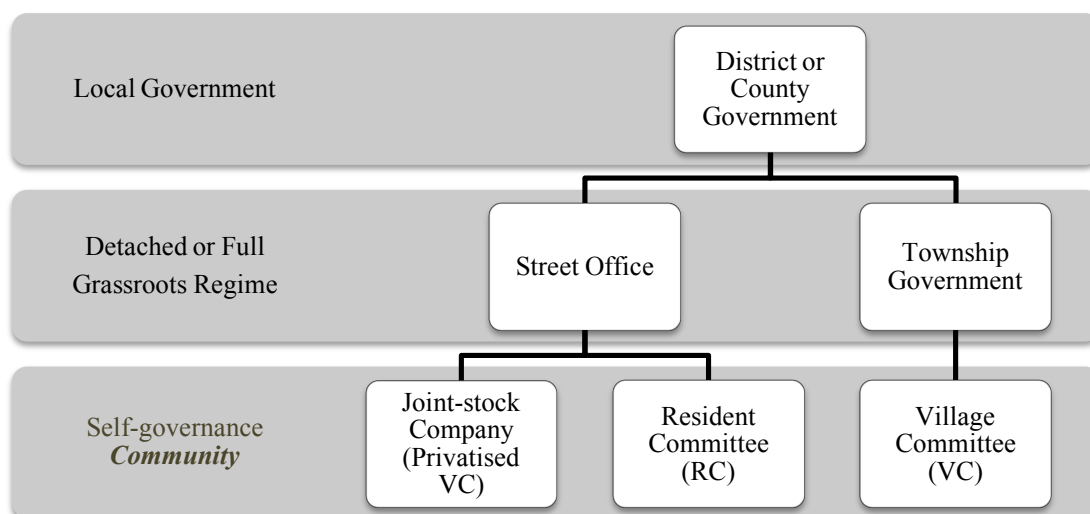 Local Government
District or
County
Government
Detached or Full
Grassroots Regime
Street Office
Township
Government
Self-governance
Community
Joint-stock
Company
(Privatised
VC)
Resident
Committee
(RC)
Village
Committee
(VC)